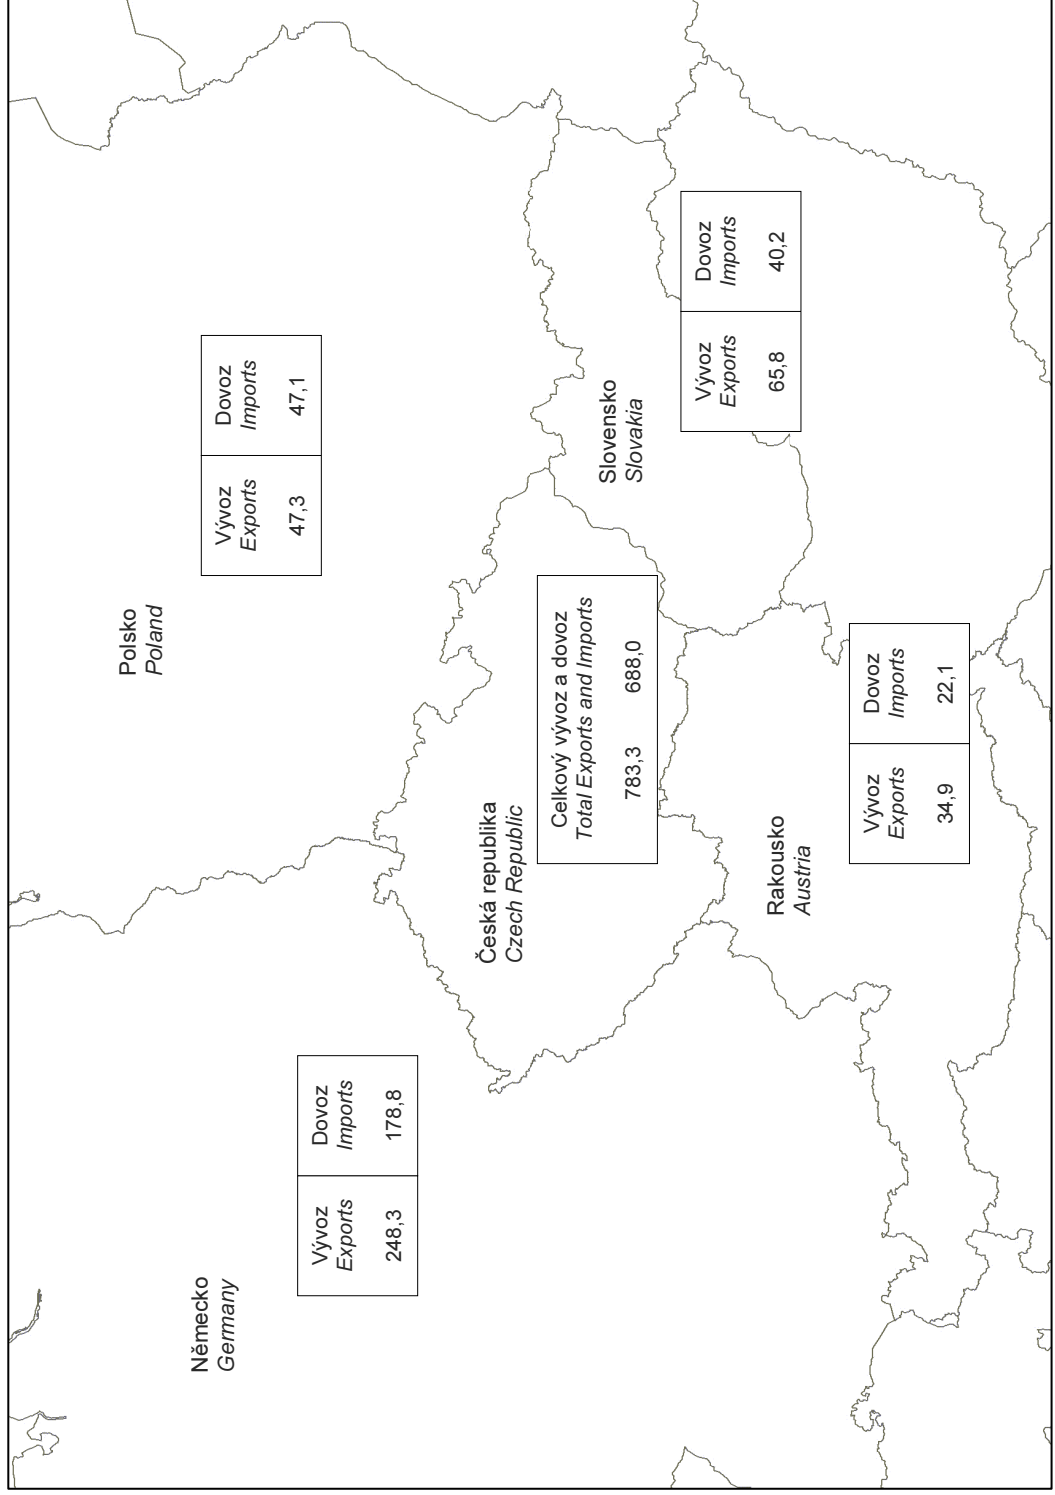 Polsko
Poland
Vývoz
Exports
47,3
Dovoz
Imports
47,1
Německo
Germany
Vývoz
Exports
248,3
Dovoz
Imports
178,8
Česká republika
Czech Republic
Celkový vývoz a dovoz
Total Exports and Imports
783,3 688,0
Slovensko
Slovakia
Vývoz
Exports
65,8
Dovoz
Imports
40,2
Rakousko
Austria
Vývoz
Exports
34,9
Dovoz
Imports
22,1